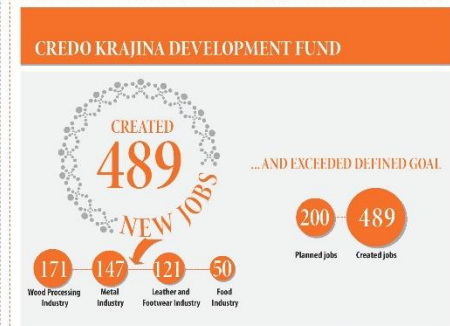 CREDO KRAJINA DEVELOPMENT FUND
CREATED
489
NEW JOBS
171
147
121
50
Wood Processing
Industry
Metal
Industry
Leather and
Footwear Industry
Food
Industry
...AND EXCEEDED DEFINED GOAL
200
489
Planned jobs
Created jobs